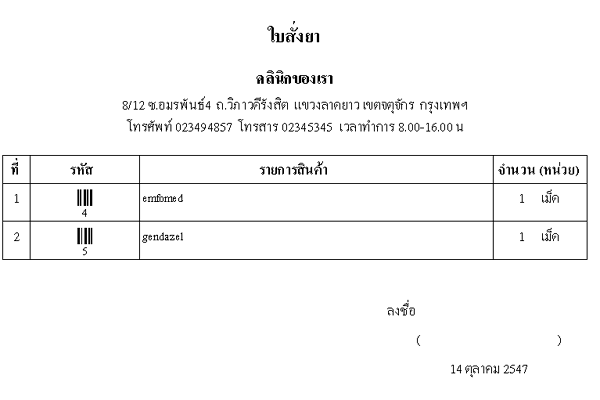 ใบสั่งยา
คลินิกของเรา
8/12 ซ.อมรพันธ์4 ถ.วิภาวดีรังสิต แขวงลาดยาว เขตจตุจักร กรุงเทพฯ
โทรศัพท์ 023494857 โทรสาร 02345345 เวลาทำการ 8.00-16.00 น
ที่ รหัส รายการสินค้า จำนวน (หน่วย)
1 4 emfomed 1 เม็ด
2 5 gendazel 1 เม็ด
ลงชื่อ
( )
14 ตุลาคม 2547